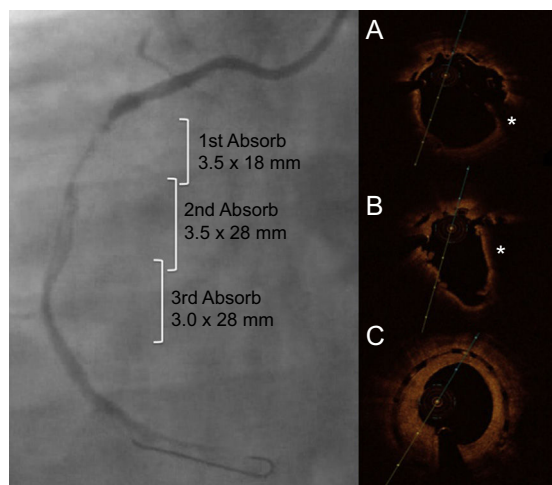 1st Absorb
3.5 x 18 mm
2nd Absorb
3.5 x 28 mm
3rd Absorb
3.0 x 28 mm
A
*
B
*
C